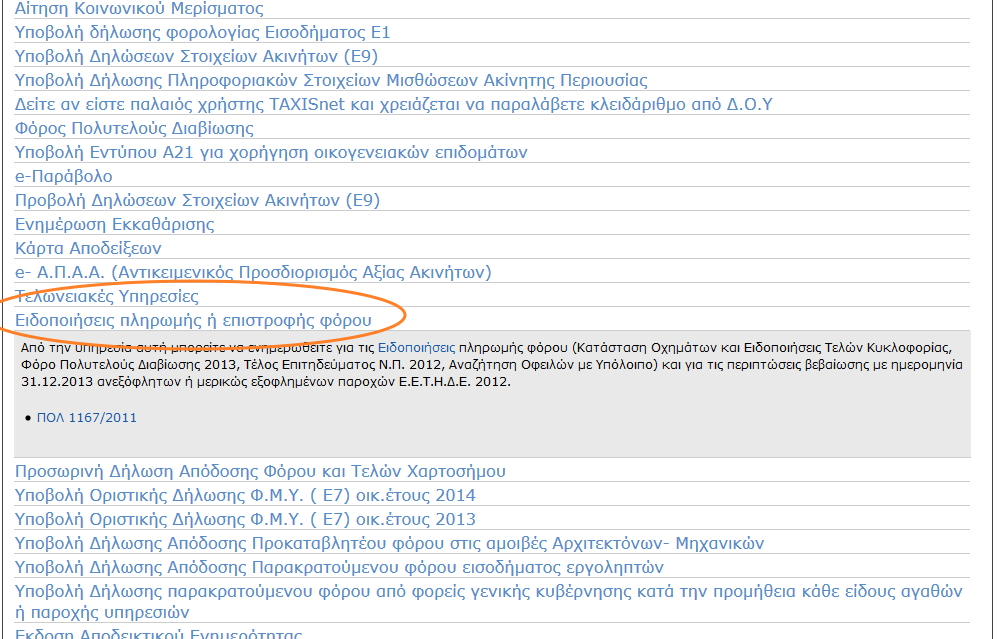 Αίτηση Κοινωνικού Μερίσματος
Υποβολή δήλωσης φορολογίας Εισοδήματος Ε1
Υποβολή Δηλώσεων Στοιχείων Ακινήτων (Ε9)
Υποβολή Δήλωσης Πληροφοριακών Στοιχείων Μισθώσεων Ακίνητης Περιουσίας
Δείτε αν είστε παλαιός χρήστης TAXISnet και χρειάζεται να παραλάβετε κλειδάριθμο από Δ.Ο.Υ
Φόρος Πολυτελούς Διαβίωσης
Υποβολή Εντύπου Α21 για χορήγηση οικογενειακών επιδομάτων
e-Παράβολο
Προβολή Δηλώσεων Στοιχείων Ακινήτων (Ε9)
Ενημέρωση Εκκαθάρισης
Κάρτα Αποδείξεων
e- Α.Π.Α.Α. (Αντικειμενικός Προσδιορισμός Αξίας Ακινήτων)
Τελωνειακές Υπηρεσίες
Ειδοποιήσεις πληρωμής ή επιστροφής φόρου
Από την υπηρεσία αυτή μπορείτε να ενημερωθείτε για τις Ειδοποιήσεις πληρωμής φόρου (Κατάσταση Οχημάτων και Ειδοποιήσεις Τελών Κυκλοφορίας,
Φόρο Πολυτελούς Διαβίωσης 2013, Τέλος Επιτηδεύματος Ν.Π. 2012, Αναζήτηση Οφειλών με Υπόλοιπο) και για τις περιπτώσεις βεβαίωσης με ημερομηνία
31.12.2013 ανεξόφλητων ή μερικώς εξοφλημένων παροχών Ε.Ε.Τ.Η.Δ.Ε. 2012.
• ΠΟΛ 1167/2011
Προσωρινή Δήλωση Απόδοσης Φόρου και Τελών Χαρτοσήμου
Υποβολή Οριστικής Δήλωσης Φ.Μ.Υ. ( Ε7) οικ.έτους 2014
Υποβολή Οριστικής Δήλωσης Φ.Μ.Υ. ( Ε7) οικ.έτους 2013
Υποβολή Δήλωσης Απόδοσης Προκαταβλητέου φόρου στις αμοιβές Αρχιτεκτόνων- Μηχανικών
Υποβολή Δήλωσης Απόδοσης Παρακρατούμενου φόρου εισοδήματος εργοληπτών
Υποβολή Δήλωσης παρακρατούμενου φόρου από φορείς γενικής κυβέρνησης κατά την προμήθεια κάθε είδους αγαθών
ή παροχής υπηρεσιών
Έκδοση Αποδεικτικού Ενημερότητας